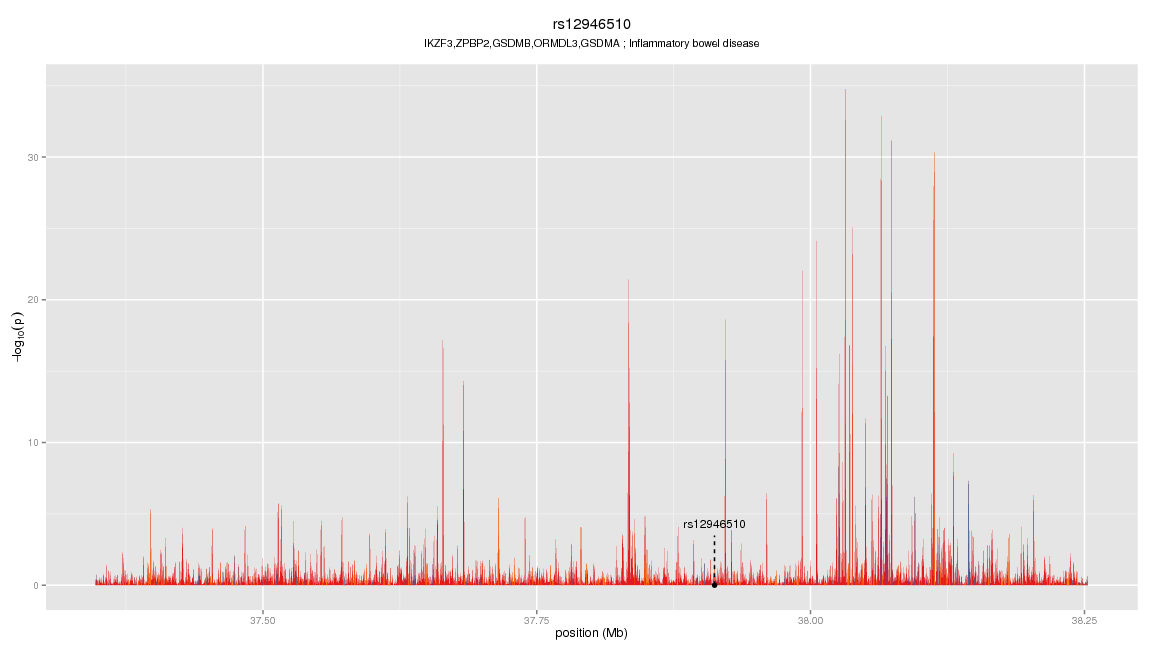 rs12946510
IKZF3,ZPBP2,GSDMB,ORMDL3,GSDMA ; Inflammatory bowel disease
30
20
10
0
−log10(p)
rs12946510
37.50
37.75
38.00
38.25
position (Mb)